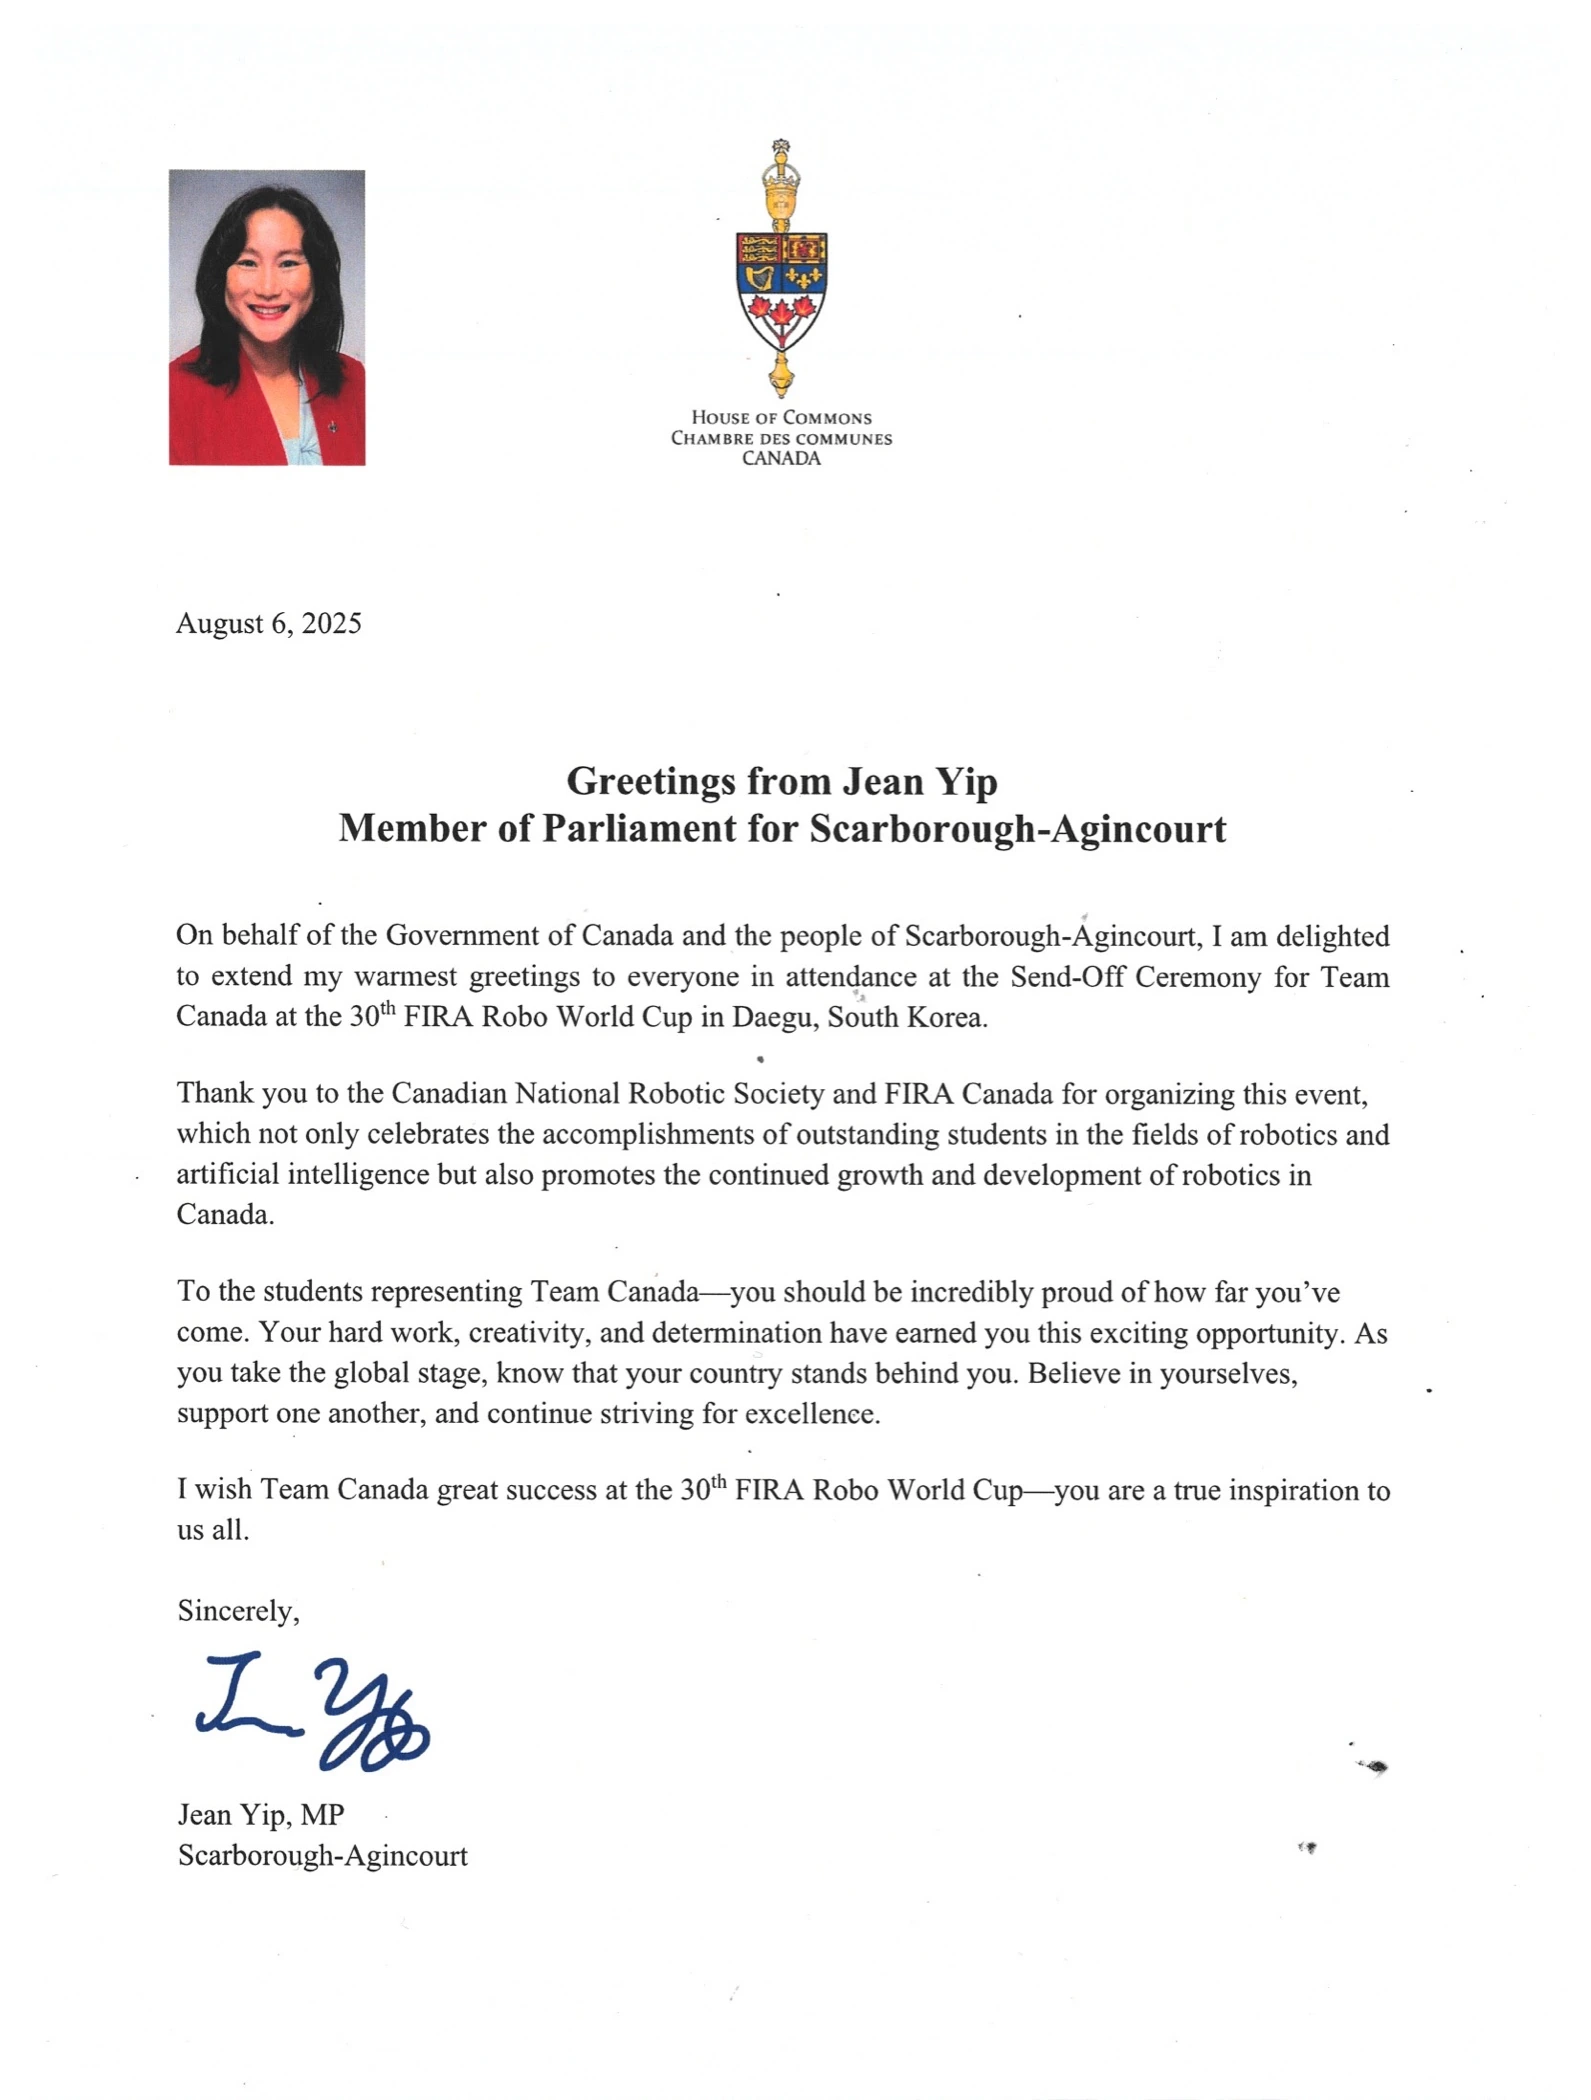 House of Commons
Chambre des communes
CANADA
August 6, 2025
Greetings from Jean Yip
Member of Parliament for Scarborough-Agincourt
On behalf of the Government of Canada and the people of Scarborough-Agincourt, I am delighted
to extend my warmest greetings to everyone in attendance at the Send-Off Ceremony for Team
Canada at the 30th FIRA Robo World Cup in Daegu, South Korea.
Thank you to the Canadian National Robotic Society and FIRA Canada for organizing this event,
which not only celebrates the accomplishments of outstanding students in the fields of robotics and
artificial intelligence but also promotes the continued growth and development of robotics in
Canada.
To the students representing Team Canada—you should be incredibly proud of how far you’ve
come. Your hard work, creativity, and determination have earned you this exciting opportunity. As
you take the global stage, know that your country stands behind you. Believe in yourselves,
support one another, and continue striving for excellence.
I wish Team Canada great success at the 30th FIRA Robo World Cup—you are a true inspiration to
us all.
Sincerely,
Jean Yip
Jean Yip, MP
Scarborough-Agincourt